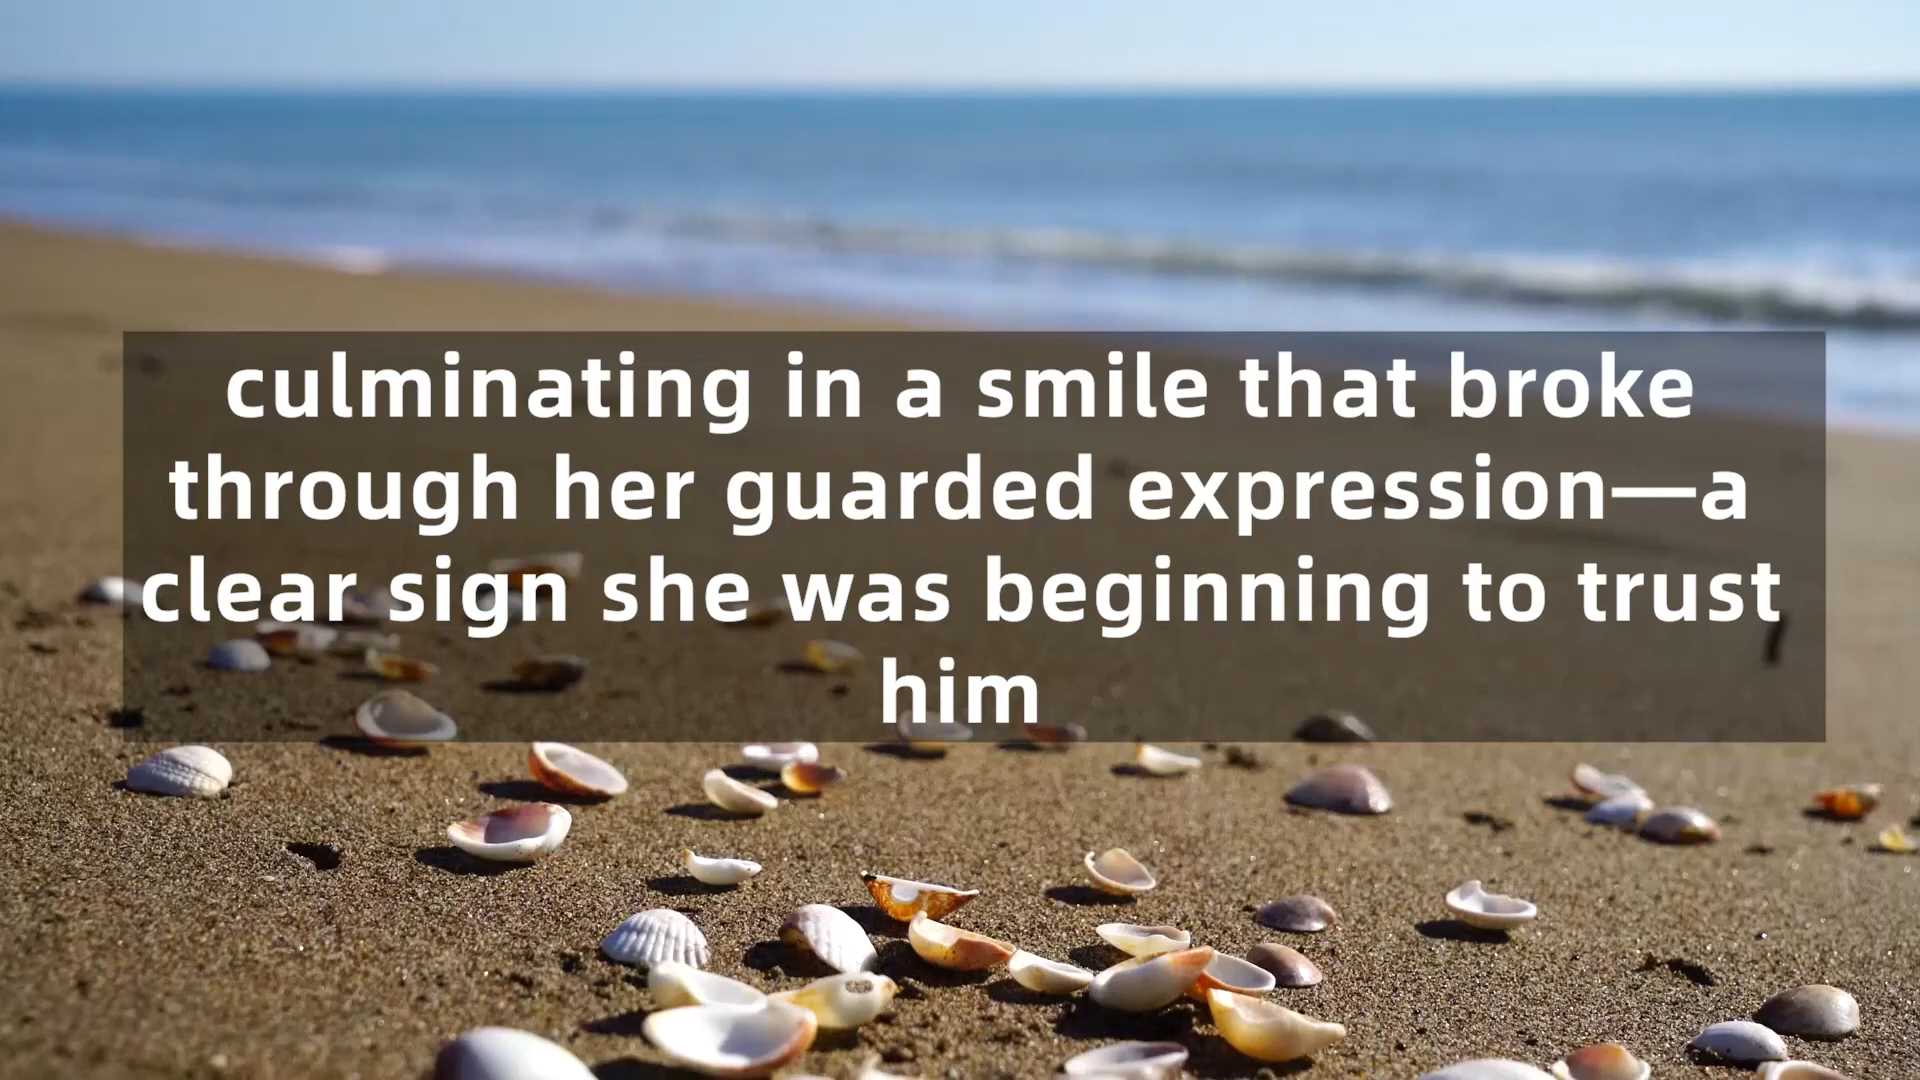 culminating in a smile that broke
through her guarded expression—a
clear sign she was beginning to trust
him